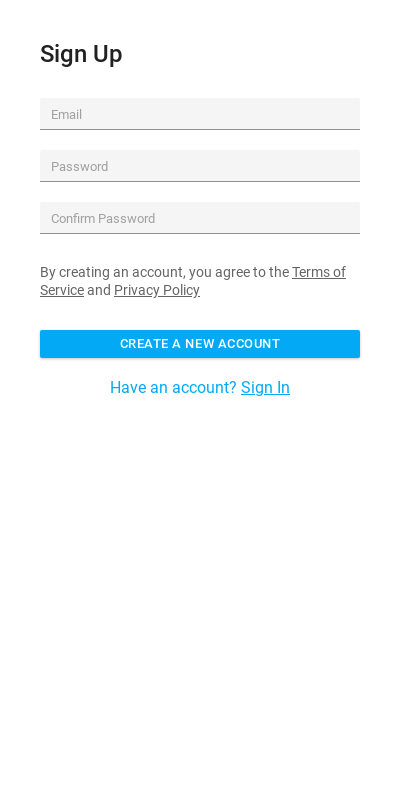 Sign Up
Email
Password
Confirm Password
By creating an account, you agree to the Terms of
Service and Privacy Policy
CREATE A NEW ACCOUNT
Have an account? Sign In